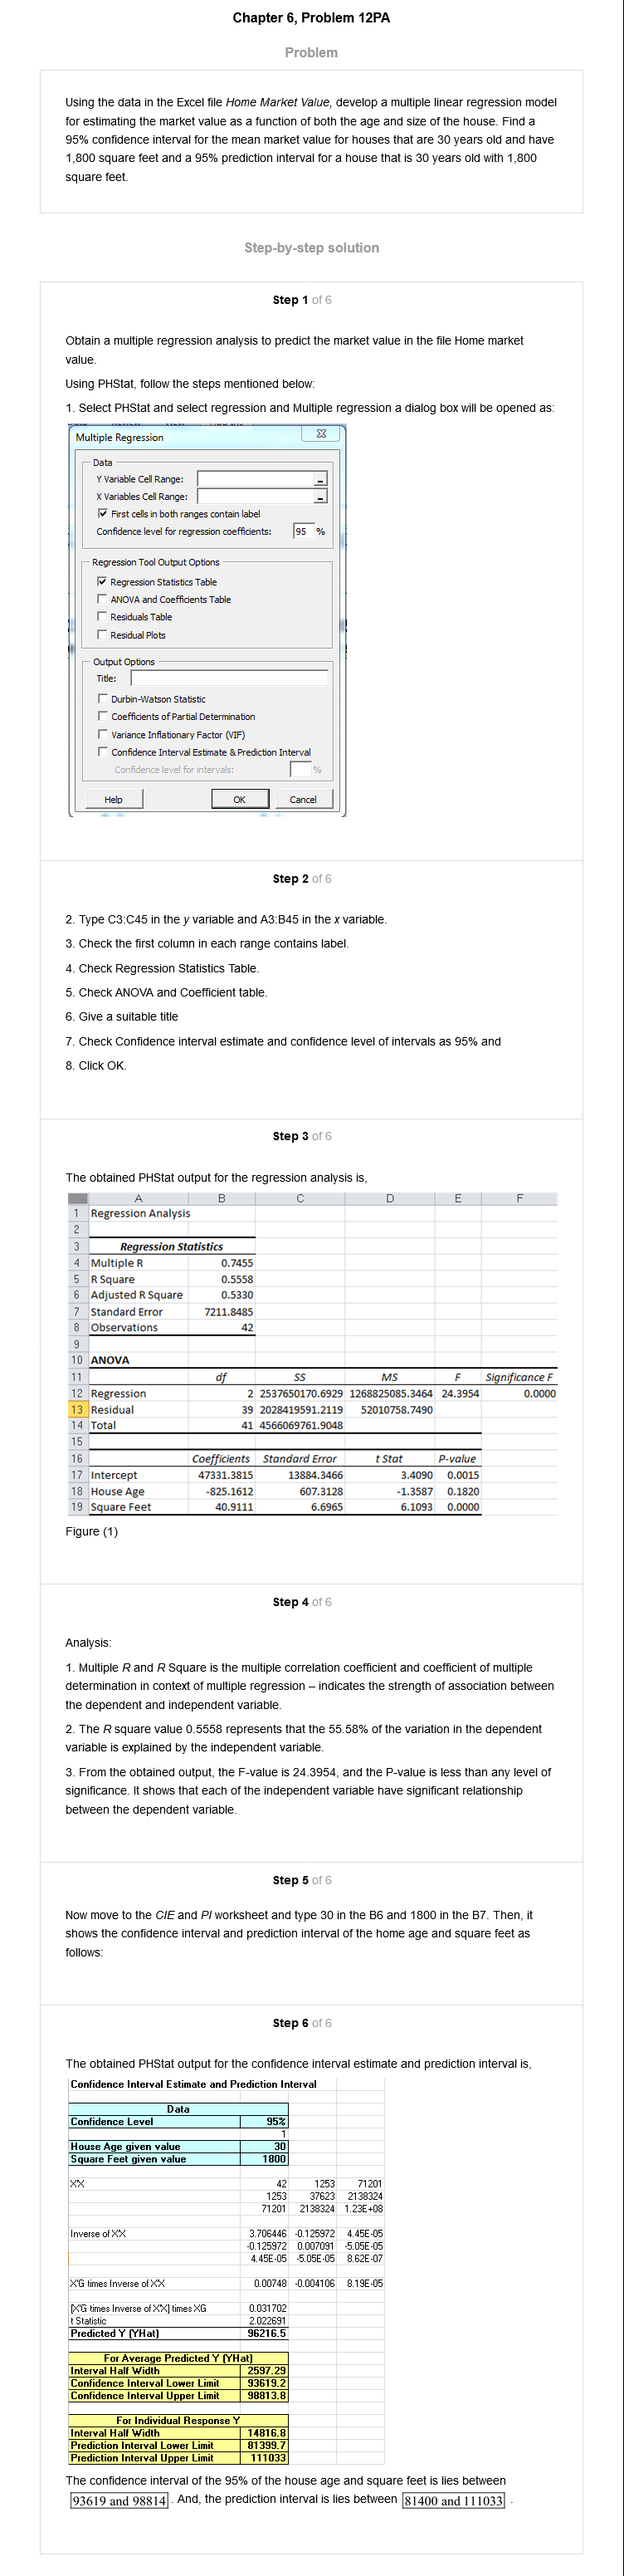 Chapter 6, Problem 12PA
Problem
Using the data in the Excel file Home Market Value, develop a multiple linear regression model
for estimating the market value as a function of both the age and size of the house. Find a
95% confidence interval for the mean market value for houses that are 30 years old and have
1,800 square feet and a 95% prediction interval for a house that is 30 years old with 1,800
square feet.
Step-by-step solution
Step 1 of 6
Obtain a multiple regression analysis to predict the market value in the file Home market
value.
Using PHStat, follow the steps mentioned below:
1. Select PHStat and select regression and Multiple regression a dialog box will be opened as:
Multiple Regression
Data
Y Variable Cell Range:
X Variables Cell Range:
First cells in both ranges contain label
Confidence level for regression coefficients: 95 %
Regression Tool Output Options
Regression Statistics Table
ANOVA and Coefficients Table
Residuals Table
Residual Plots
Output Options
Title:
Durbin-Watson Statistic
Coefficients of Partial Determination
Variance Inflationary Factor (VIF)
Confidence Interval Estimate & Prediction Interval
Confidence level for intervals: %
Help OK Cancel
Step 2 of 6
2. Type C3:C45 in the y variable and A3:B45 in the x variable.
3. Check the first column in each range contains label.
4. Check Regression Statistics Table.
5. Check ANOVA and Coefficient table.
6. Give a suitable title
7. Check Confidence interval estimate and confidence level of intervals as 95% and
8. Click OK.
Step 3 of 6
The obtained PHStat output for the regression analysis is,
A B C D E F
1 Regression Analysis
2
3 Regression Statistics
4 Multiple R 0.7455
5 R Square 0.5558
6 Adjusted R Square 0.5330
7 Standard Error 7211.8485
8 Observations 42
9
10 ANOVA
11 df SS MS F Significance F
12 Regression 2 2537650170.6929 1268825085.3464 24.3954 0.0000
13 Residual 39 2028419591.2119 52010758.7490
14 Total 41 4566069761.9048
15
16 Coefficients Standard Error t Stat P-value
17 Intercept 47331.3815 13884.3466 3.4090 0.0015
18 House Age -825.1612 607.3128 -1.3587 0.1820
19 Square Feet 40.9111 6.6965 6.1093 0.0000
Figure (1)
Step 4 of 6
Analysis:
1. Multiple R and R Square is the multiple correlation coefficient and coefficient of multiple
determination in context of multiple regression – indicates the strength of association between
the dependent and independent variable.
2. The R square value 0.5558 represents that the 55.58% of the variation in the dependent
variable is explained by the independent variable.
3. From the obtained output, the F-value is 24.3954, and the P-value is less than any level of
significance. It shows that each of the independent variable have significant relationship
between the dependent variable.
Step 5 of 6
Now move to the CIE and PI worksheet and type 30 in the B6 and 1800 in the B7. Then, it
shows the confidence interval and prediction interval of the home age and square feet as
follows:
Step 6 of 6
The obtained PHStat output for the confidence interval estimate and prediction interval is,
Confidence Interval Estimate and Prediction Interval
Data
Confidence Level 95%
1
House Age given value 30
Square Feet given value 1800
X'X 42 1253 71201
1253 37623 2138324
71201 2138324 1.23E+08
Inverse of X'X 3.706446 -0.125972 4.45E-05
-0.125972 0.007091 -5.05E-05
4.45E-05 -5.05E-05 8.62E-07
X'G times Inverse of X'X 0.00748 -0.004106 8.19E-05
[X'G times Inverse of X'X] times XG 0.031702
t Statistic 2.022691
Predicted Y (YHat) 96216.5
For Average Predicted Y (YHat)
Interval Half Width 2597.29
Confidence Interval Lower Limit 93619.2
Confidence Interval Upper Limit 98813.8
For Individual Response Y
Interval Half Width 14816.8
Prediction Interval Lower Limit 81399.7
Prediction Interval Upper Limit 111033
The confidence interval of the 95% of the house age and square feet is lies between
93619 and 98814 . And, the prediction interval is lies between 81400 and 111033 .